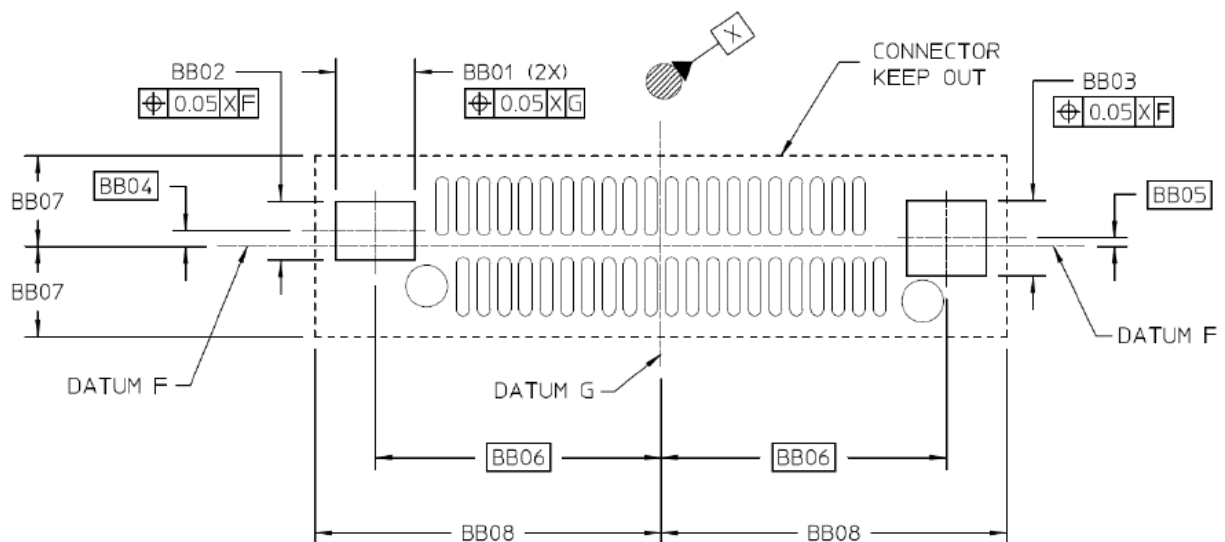 X
CONNECTOR
KEEP OUT
BB02
⌖ 0.05 X F
BB01 (2X)
⌖ 0.05 X G
BB03
⌖ 0.05 X F
BB07
BB04
BB05
BB07
DATUM F
DATUM G
DATUM F
BB06
BB06
BB08
BB08